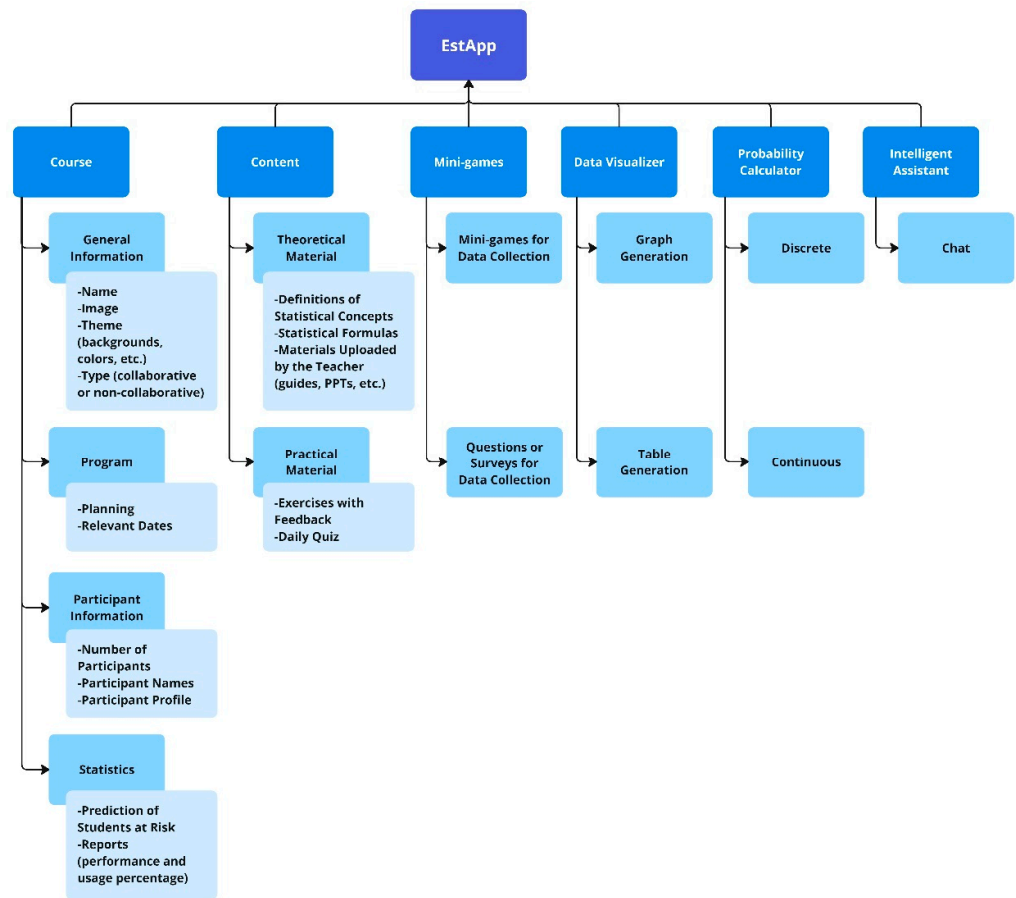 EstApp
Course
Content
Mini-games
Data Visualizer
Probability
Calculator
Intelligent
Assistant
General
Information
-Name
-Image
-Theme
(backgrounds,
colors, etc.)
-Type (collaborative
or non-collaborative)
Program
-Planning
-Relevant Dates
Participant
Information
-Number of
Participants
-Participant Names
-Participant Profile
Statistics
-Prediction of
Students at Risk
-Reports
(performance and
usage percentage)
Theoretical
Material
-Definitions of
Statistical Concepts
-Statistical Formulas
-Materials Uploaded
by the Teacher
(guides, PPTs, etc.)
Practical
Material
-Exercises with
Feedback
-Daily Quiz
Mini-games for
Data Collection
Questions or
Surveys for
Data Collection
Graph
Generation
Table
Generation
Discrete
Continuous
Chat